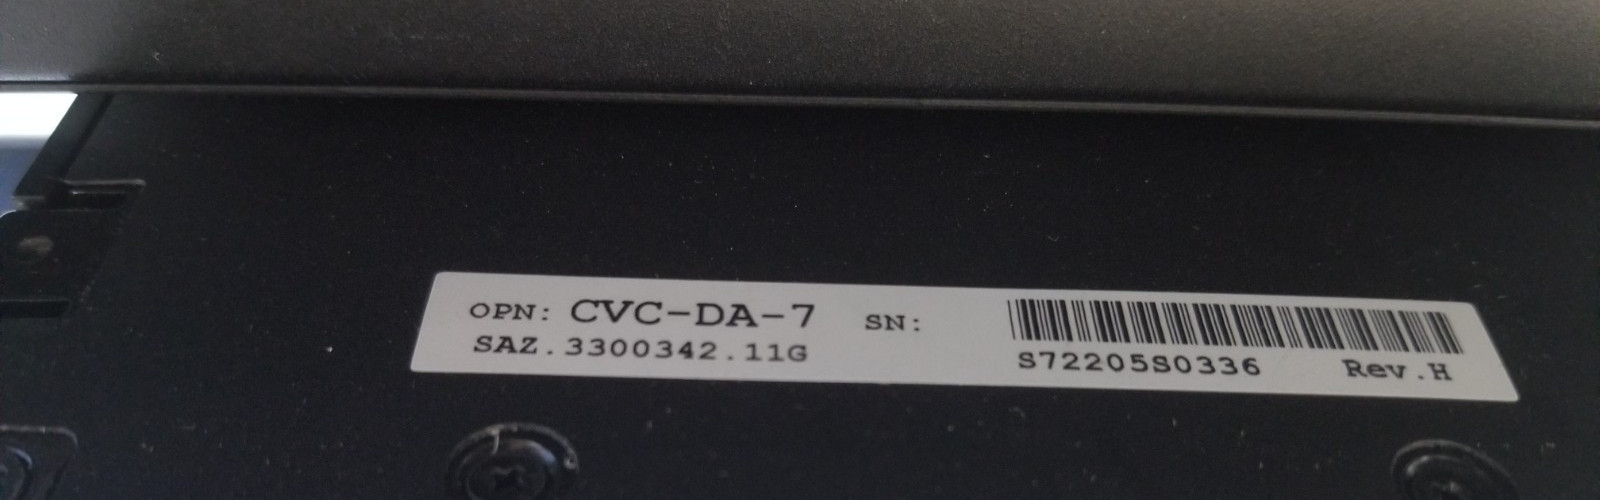 OPN: CVC-DA-7 SN:
SAZ.3300342.11G S72205S0336 Rev.H